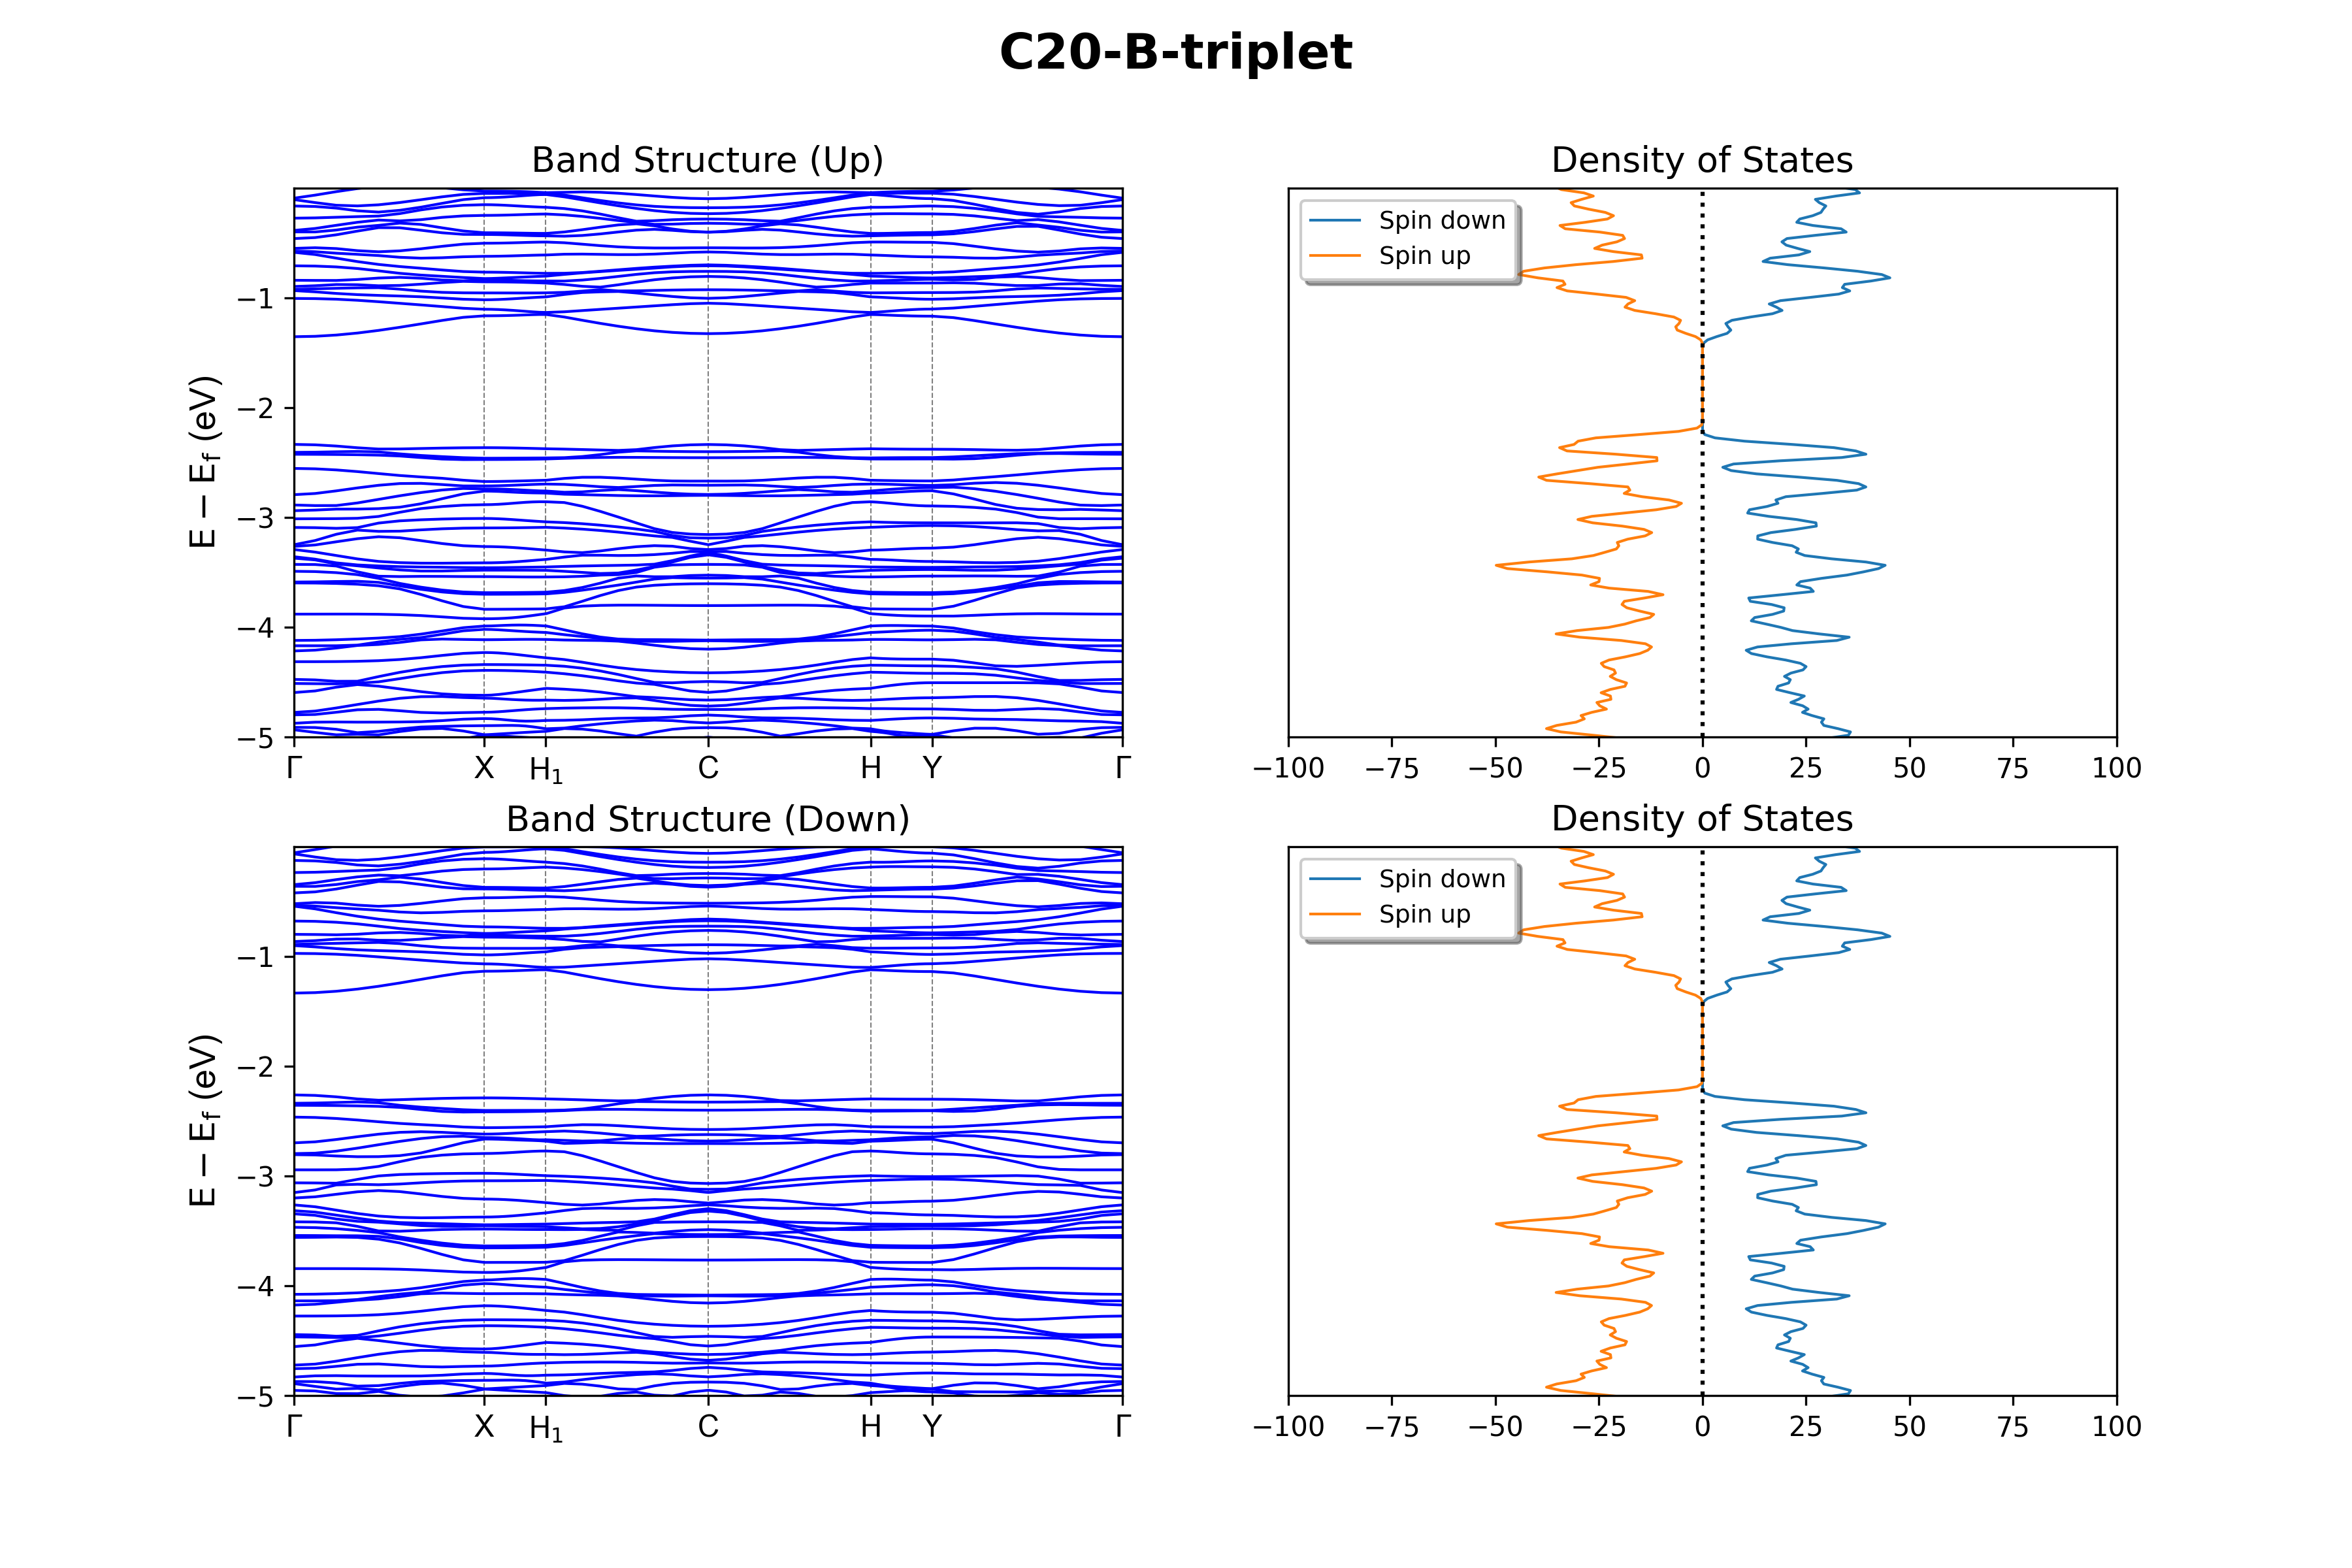 C20-B-triplet
Band Structure (Up)
Density of States
E − E_f (eV)
−1
−2
−3
−4
−5
Γ X H₁ C H Y Γ
Spin down
Spin up
−100 −75 −50 −25 0 25 50 75 100
Band Structure (Down)
Density of States
E − E_f (eV)
−1
−2
−3
−4
−5
Γ X H₁ C H Y Γ
Spin down
Spin up
−100 −75 −50 −25 0 25 50 75 100